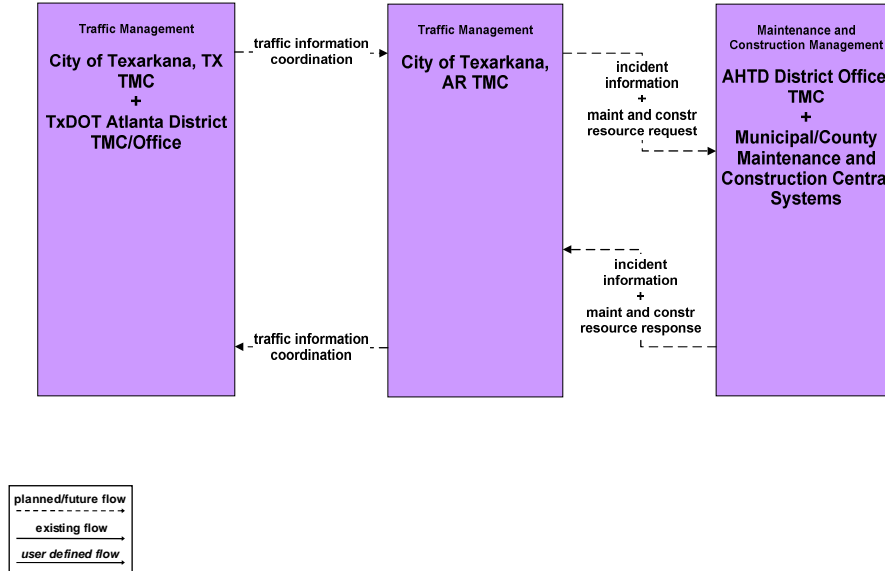 Traffic Management
City of Texarkana, TX
TMC
+
TxDOT Atlanta District
TMC/Office
traffic information
coordination
traffic information
coordination
Traffic Management
City of Texarkana,
AR TMC
incident
information
+
maint and constr
resource request
incident
information
+
maint and constr
resource response
Maintenance and
Construction Management
AHTD District Office
TMC
+
Municipal/County
Maintenance and
Construction Centra
Systems
planned/future flow
existing flow
user defined flow